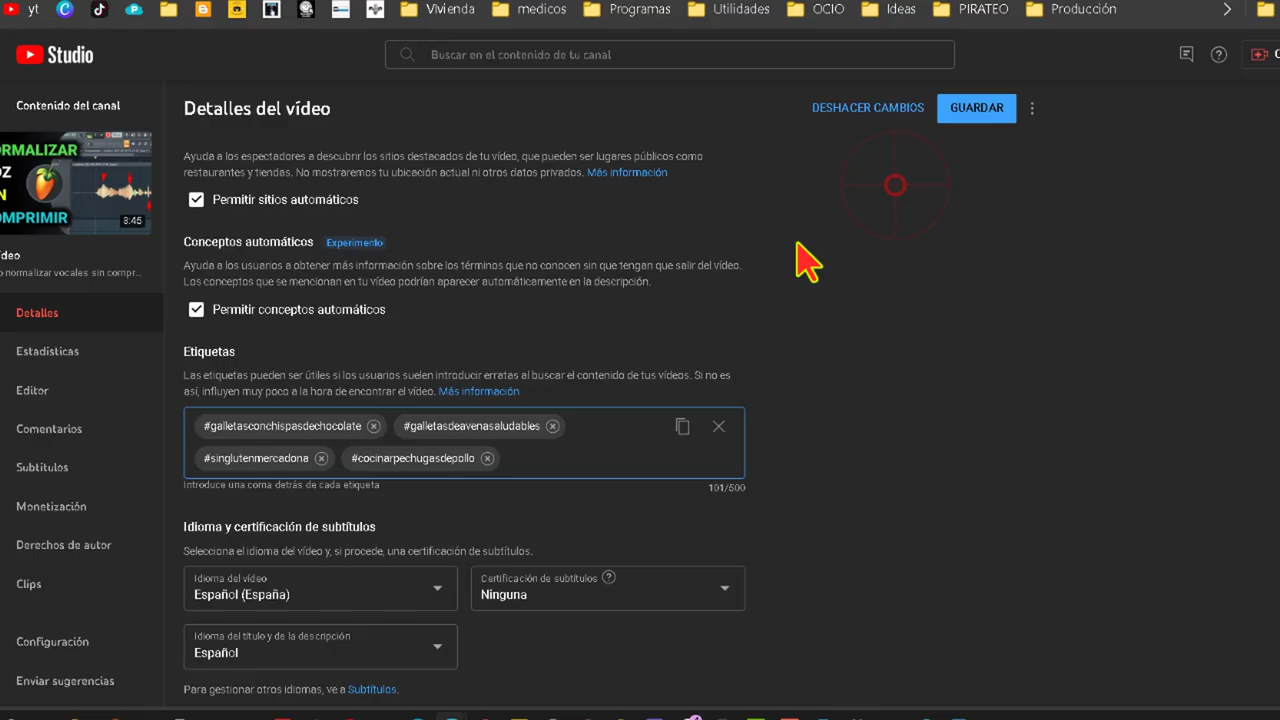 yt
Vivienda
medicos
Programas
Utilidades
OCIO
Ideas
PIRATEO
Producción
Studio
Buscar en el contenido de tu canal
Contenido del canal
Detalles del vídeo
DESHACER CAMBIOS
GUARDAR
ORMALIZAR
OZ
N
OMPRIMIR
3:45
ídeo
o normalizar vocales sin compr...
Detalles
Estadísticas
Editor
Comentarios
Subtítulos
Monetización
Derechos de autor
Clips
Configuración
Enviar sugerencias
Ayuda a los espectadores a descubrir los sitios destacados de tu vídeo, que pueden ser lugares públicos como
restaurantes y tiendas. No mostraremos tu ubicación actual ni otros datos privados. Más información
Permitir sitios automáticos
Conceptos automáticos Experimento
Ayuda a los usuarios a obtener más información sobre los términos que no conocen sin que tengan que salir del vídeo.
Los conceptos que se mencionan en tu vídeo podrían aparecer automáticamente en la descripción.
Permitir conceptos automáticos
Etiquetas
Las etiquetas pueden ser útiles si los usuarios suelen introducir erratas al buscar el contenido de tus vídeos. Si no es
así, influyen muy poco a la hora de encontrar el vídeo. Más información
#galletasconchispasdechocolate #galletasdeavenasaludables
#singlutenmercadona #cocinarpechugasdepollo
Introduce una coma detrás de cada etiqueta
101/500
Idioma y certificación de subtítulos
Selecciona el idioma del vídeo y, si procede, una certificación de subtítulos.
Idioma del vídeo
Español (España)
Certificación de subtítulos
Ninguna
Idioma del título y de la descripción
Español
Para gestionar otros idiomas, ve a Subtítulos.